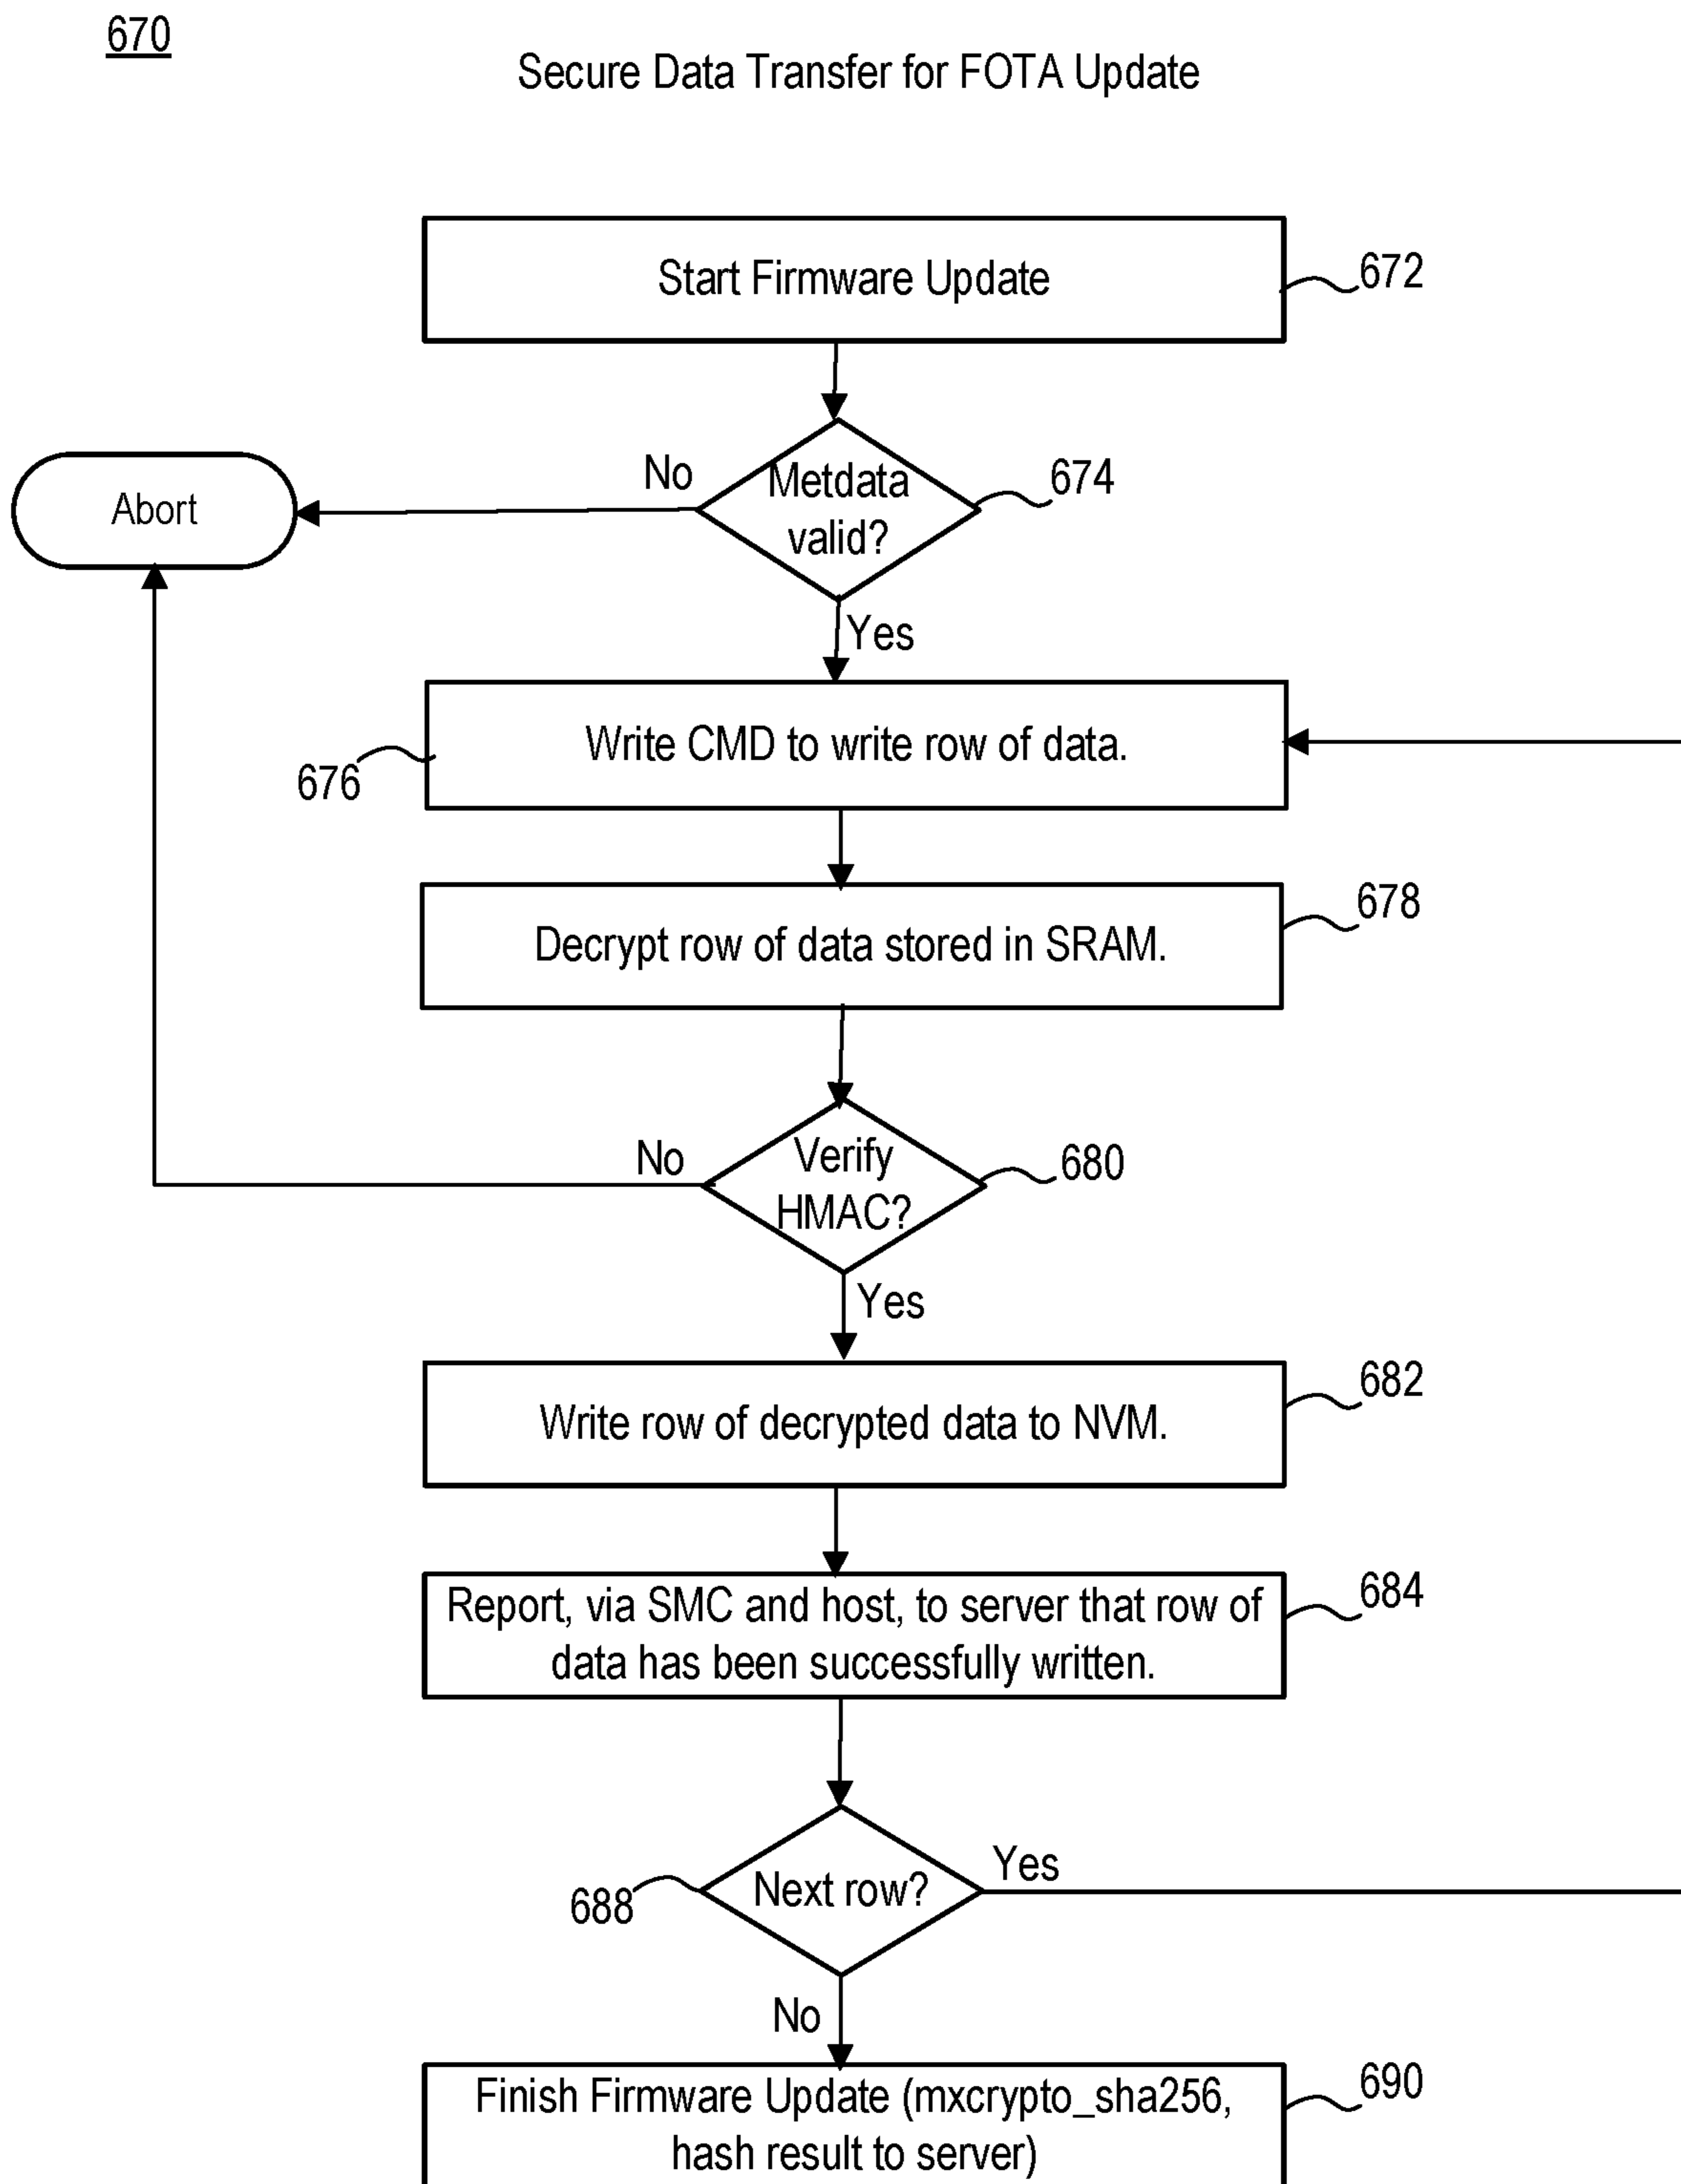 670
Secure Data Transfer for FOTA Update
Start Firmware Update
672
No
Metdata
valid?
674
Abort
Yes
Write CMD to write row of data.
676
Decrypt row of data stored in SRAM.
678
No
Verify
HMAC?
680
Yes
Write row of decrypted data to NVM.
682
Report, via SMC and host, to server that row of
data has been successfully written.
684
Next row?
Yes
688
No
Finish Firmware Update (mxcrypto_sha256,
hash result to server)
690